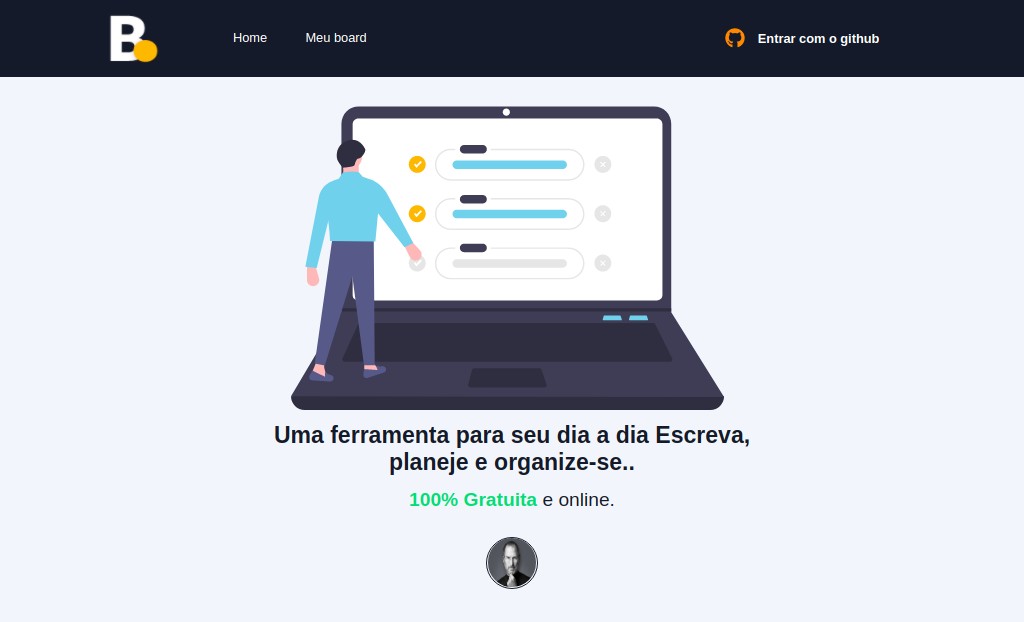 B.
Home
Meu board
Entrar com o github
Uma ferramenta para seu dia a dia Escreva,
planeje e organize-se..
100% Gratuita e online.